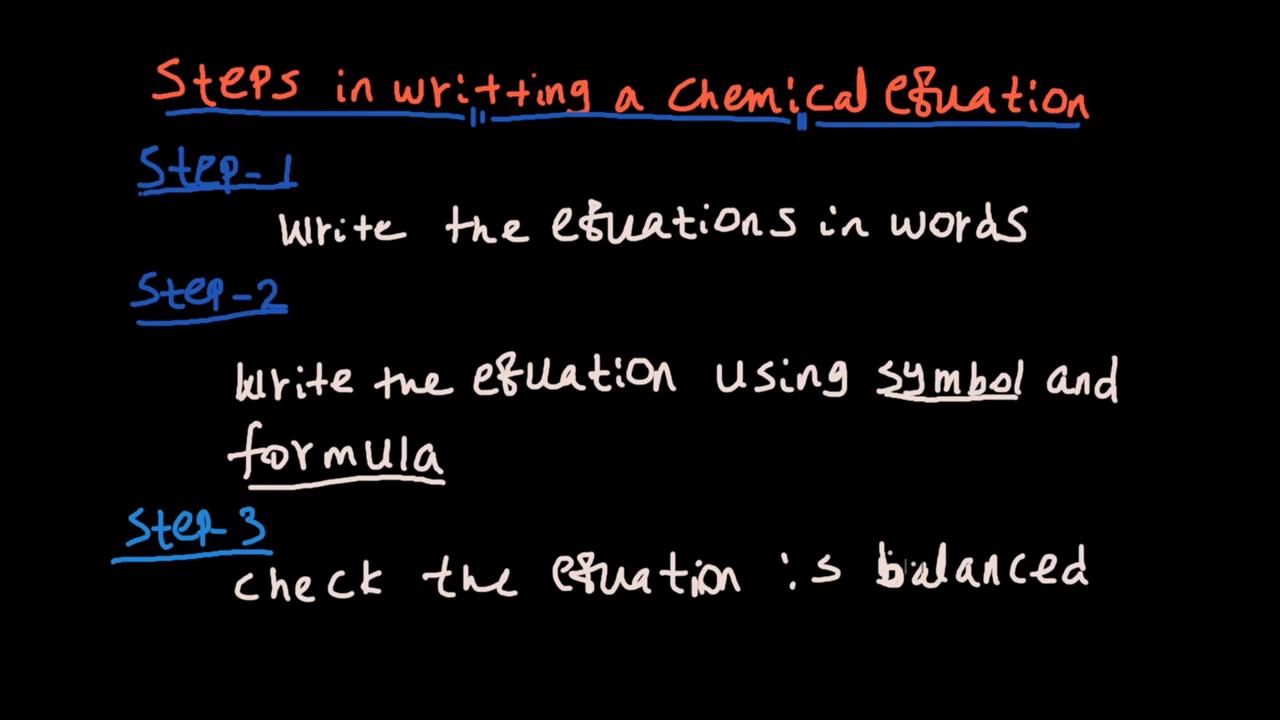 Steps in writting a chemical equation
Step-1
Write the equations in words
Step-2
Write the equation using symbol and
formula
Step-3
check the equation is balanced